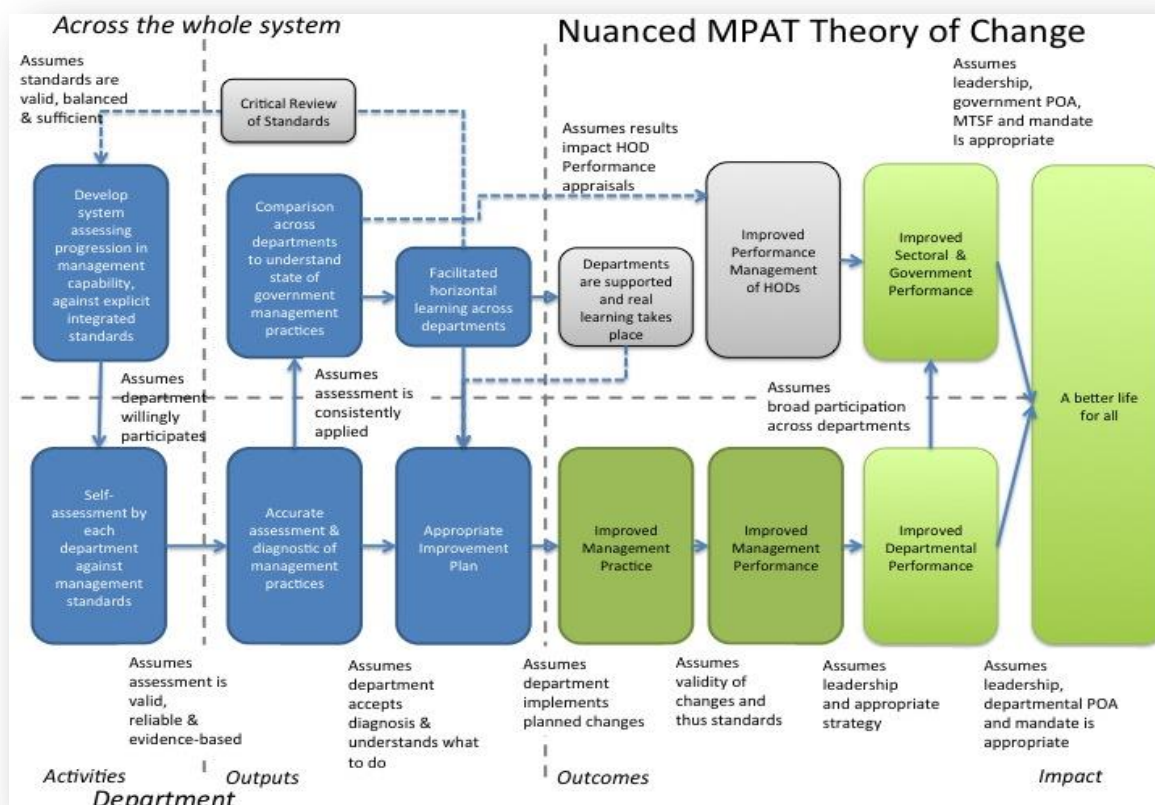 Across the whole system
Nuanced MPAT Theory of Change
Assumes
standards are
valid, balanced
& sufficient
Critical Review
of Standards
Assumes results
impact HOD
Performance
appraisals
Assumes
leadership,
government POA,
MTSF and mandate
Is appropriate
Develop
system
assessing
progression in
management
capability,
against explicit
integrated
standards
Comparison
across
departments
to understand
state of
government
management
practices
Facilitated
horizontal
learning across
departments
Departments
are supported
and real
learning takes
place
Improved
Performance
Management
of HODs
Improved
Sectoral &
Government
Performance
A better life
for all
Assumes
department
willingly
participates
Assumes
assessment is
consistently
applied
Assumes
broad participation
across departments
Self-
assessment by
each
department
against
management
standards
Accurate
assessment &
diagnostic of
management
practices
Appropriate
Improvement
Plan
Improved
Management
Practice
Improved
Management
Performance
Improved
Departmental
Performance
Assumes
assessment is
valid,
reliable &
evidence-based
Assumes
department
accepts
diagnosis &
understands what
to do
Assumes
department
implements
planned changes
Assumes
validity of
changes and
thus standards
Assumes
leadership
and appropriate
strategy
Assumes
leadership,
departmental POA
and mandate is
appropriate
Activities
Outputs
Outcomes
Impact
Department